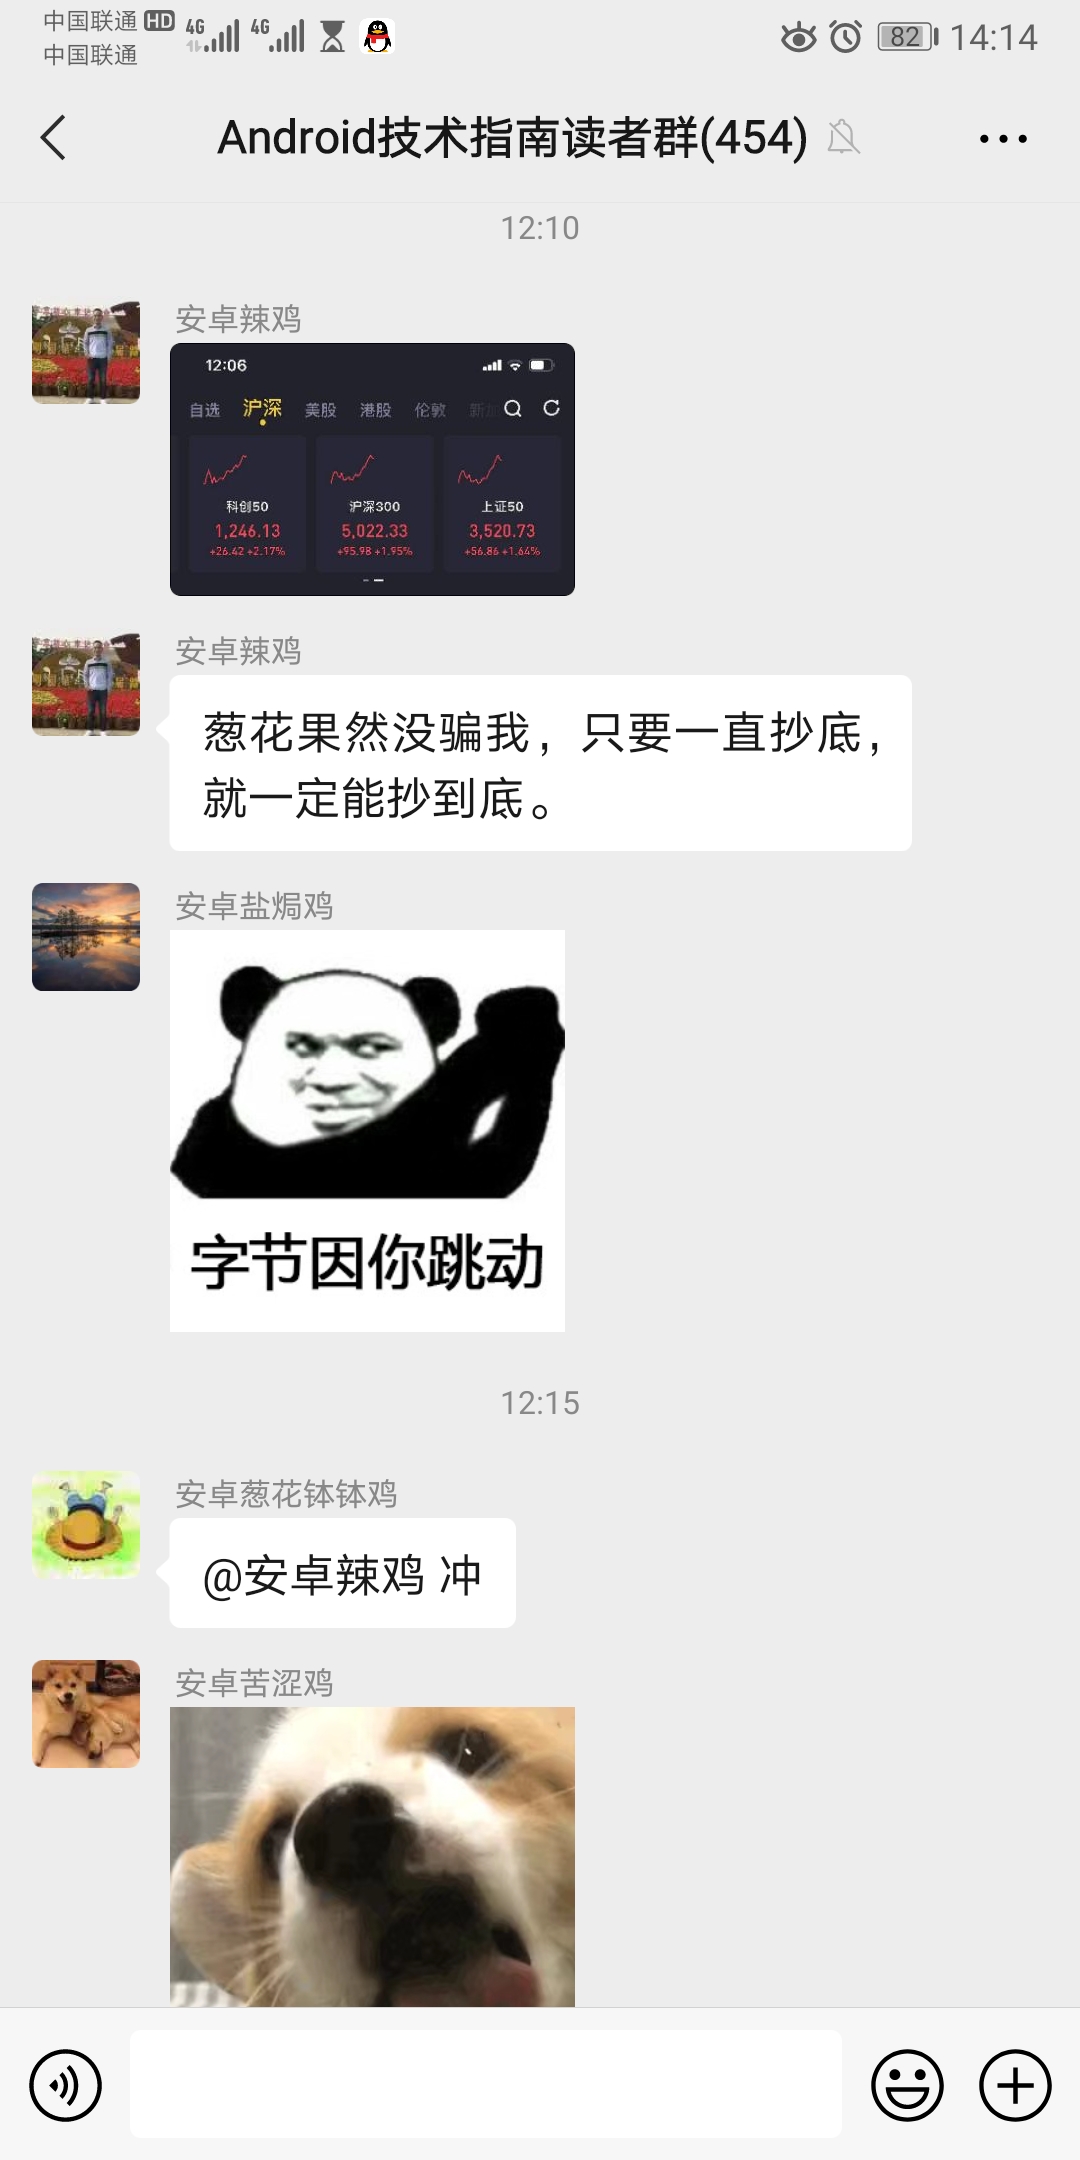 中国联通 HD 4G 4G 82 14:14
中国联通
Android技术指南读者群(454)
12:10
安卓辣鸡
12:06
自选 沪深 美股 港股 伦敦 新加
科创50 沪深300 上证50
1,246.13 5,022.33 3,520.73
+26.42 +2.17% +95.98 +1.95% +56.86 +1.64%
安卓辣鸡
葱花果然没骗我，只要一直抄底，
就一定能抄到底。
安卓盐焗鸡
字节因你跳动
12:15
安卓葱花钵钵鸡
@安卓辣鸡 冲
安卓苦涩鸡